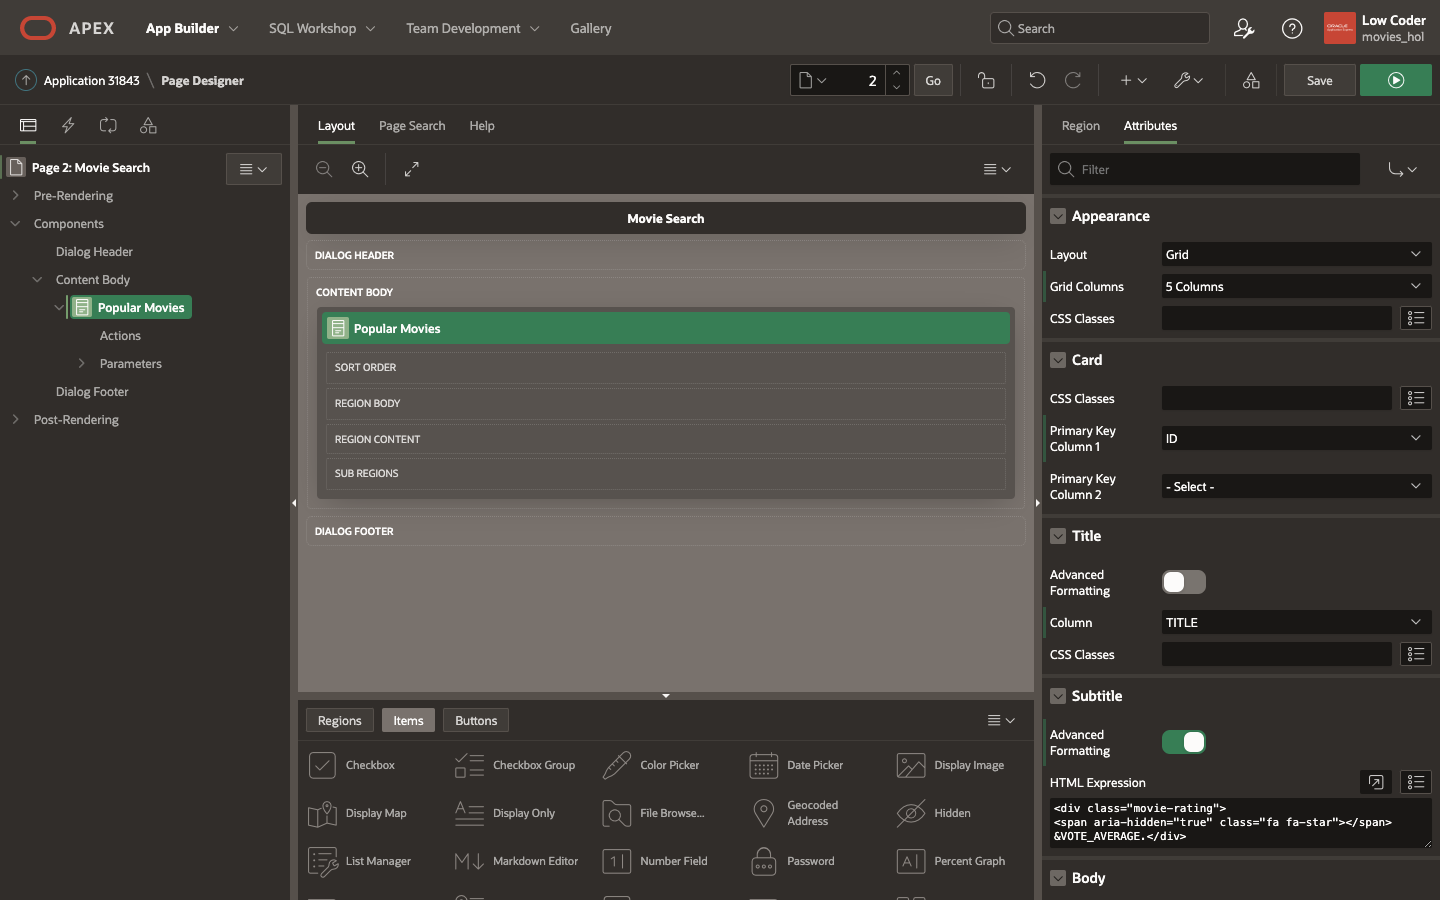 APEX
App Builder
SQL Workshop
Team Development
Gallery
Search
Low Coder
movies_hol
Application 31843 \ Page Designer
2
Go
Save
Page 2: Movie Search
Pre-Rendering
Components
Dialog Header
Content Body
Popular Movies
Actions
Parameters
Dialog Footer
Post-Rendering
Layout
Page Search
Help
Movie Search
DIALOG HEADER
CONTENT BODY
Popular Movies
SORT ORDER
REGION BODY
REGION CONTENT
SUB REGIONS
DIALOG FOOTER
Regions
Items
Buttons
Checkbox
Checkbox Group
Color Picker
Date Picker
Display Image
Display Map
Display Only
File Browse...
Geocoded
Address
Hidden
List Manager
Markdown Editor
Number Field
Password
Percent Graph
Region
Attributes
Filter
Appearance
Layout
Grid
Grid Columns
5 Columns
CSS Classes
Card
CSS Classes
Primary Key
Column 1
ID
Primary Key
Column 2
- Select -
Title
Advanced
Formatting
Column
TITLE
CSS Classes
Subtitle
Advanced
Formatting
HTML Expression
<div class="movie-rating">
<span aria-hidden="true" class="fa fa-star"></span>
&VOTE_AVERAGE.</div>
Body